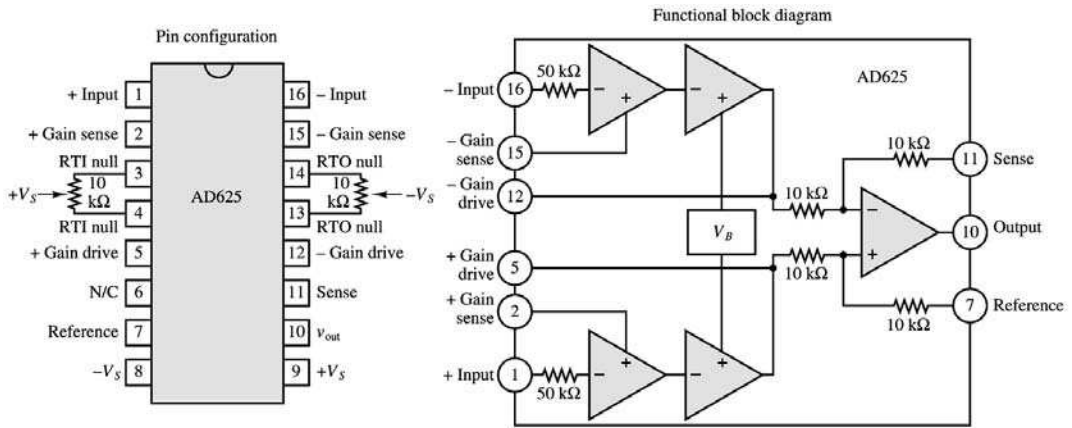 Pin configuration
+ Input 1
16 – Input
+ Gain sense 2
15 – Gain sense
RTI null 3
14 RTO null
+V_S
10
kΩ
AD625
10
kΩ
–V_S
4
RTI null
13
RTO null
+ Gain drive 5
12 – Gain drive
N/C 6
11 Sense
Reference 7
10 v_out
–V_S 8
9 +V_S
Functional block diagram
AD625
– Input 16
50 kΩ
–
+
–
+
– Gain
sense 15
– Gain
drive 12
10 kΩ
11 Sense
10 kΩ
–
V_B
+
10 Output
+ Gain
drive 5
10 kΩ
+ Gain
sense 2
10 kΩ
7 Reference
+ Input 1
50 kΩ
+
–
+
–